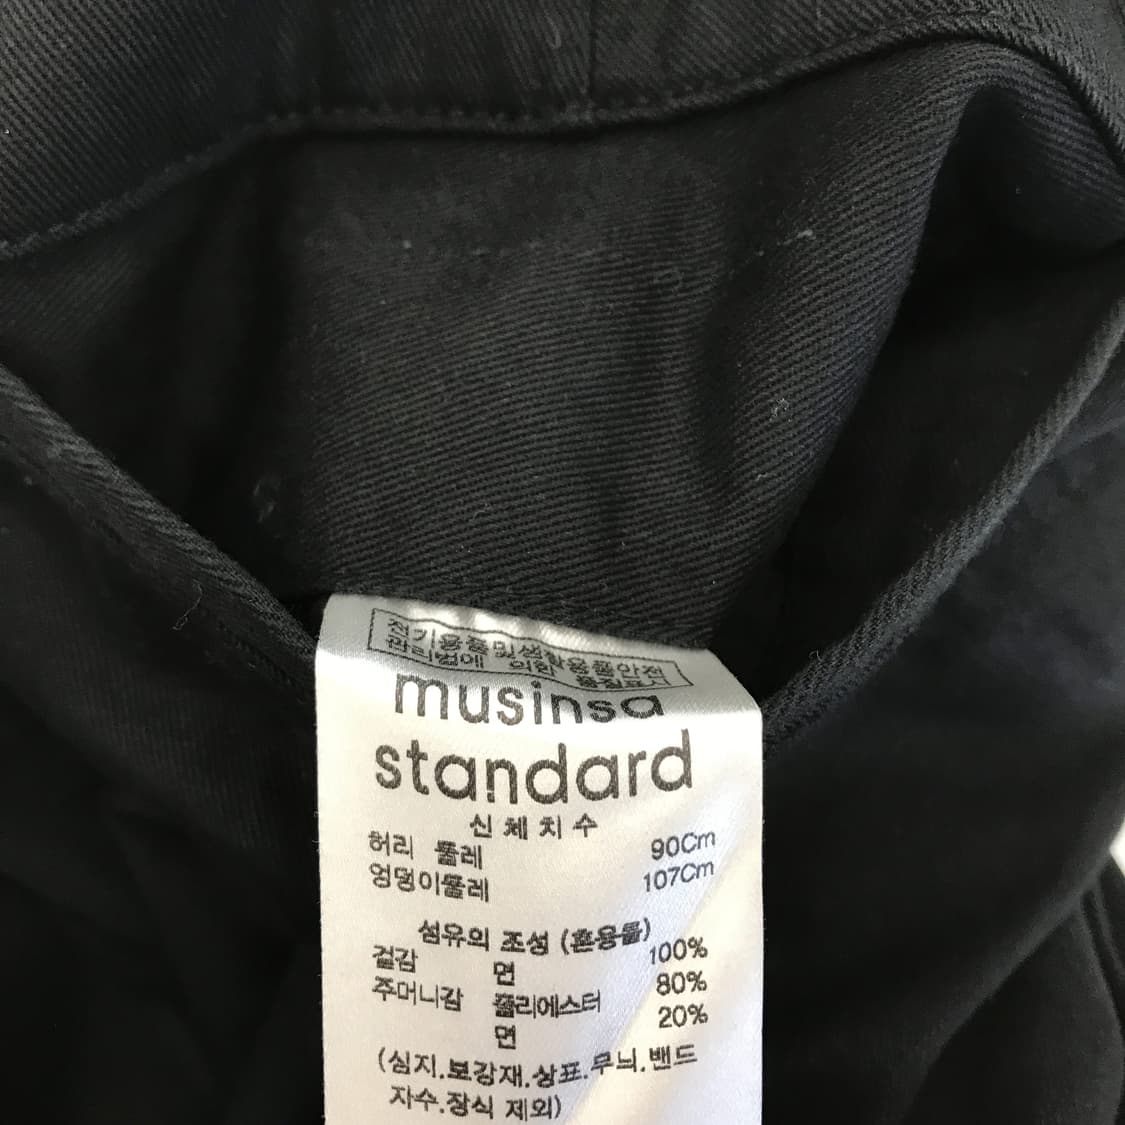 전기용품및생활용품안전
관리법에 의한 품질표시
musinsa
standard
신체치수
허리 둘레 90Cm
엉덩이둘레 107Cm
섬유의 조성 (혼용률)
겉감 면 100%
주머니감 폴리에스터 80%
면 20%
(심지.보강재.상표.무늬.밴드
자수.장식 제외)